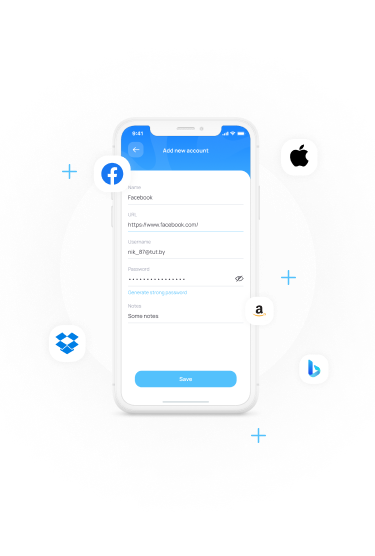 9:41
Add new account
Name
Facebook
URL
https://www.facebook.com/
Username
nik_87@tut.by
Password
••••••••••••••••
Generate strong password
Notes
Some notes
a
Save